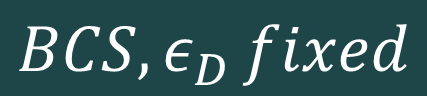 BCS, ϵ_D fixed